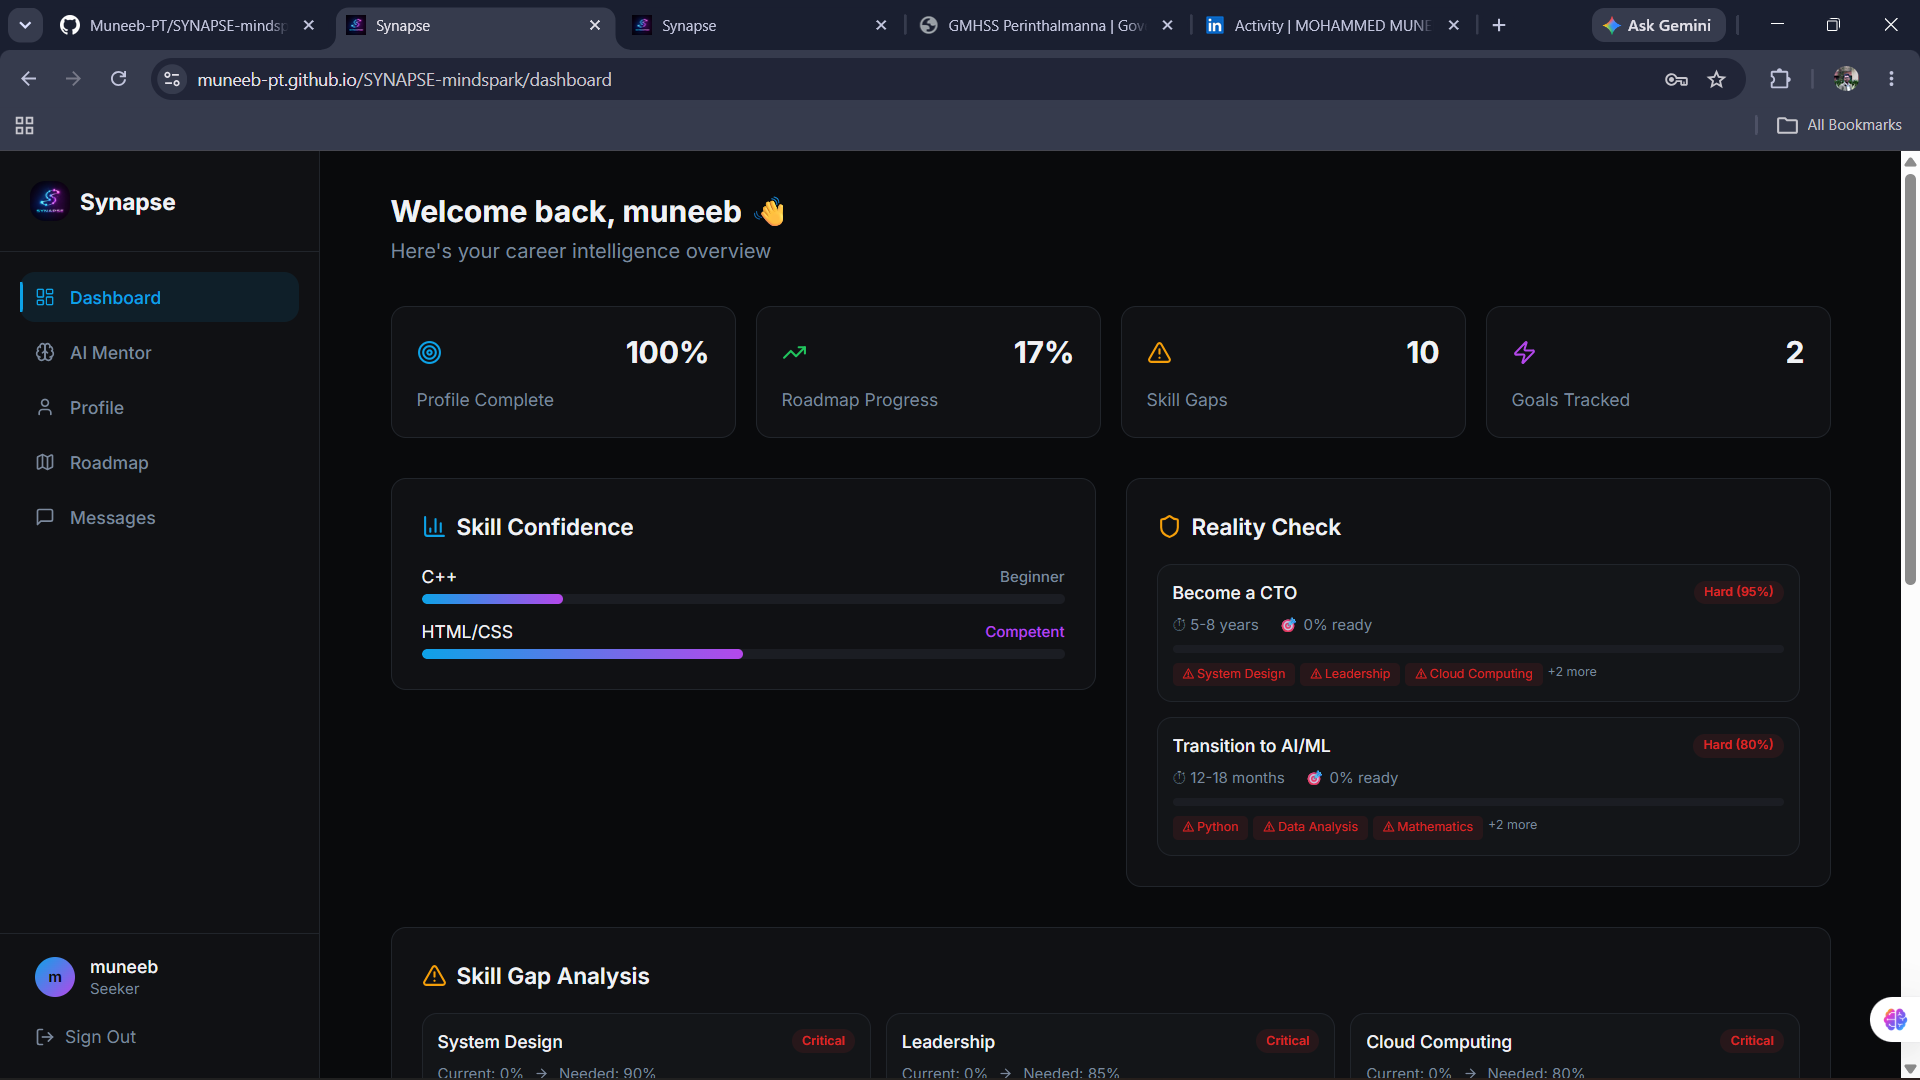 Muneeb-PT/SYNAPSE-mindsp
Synapse
Synapse
GMHSS Perinthalmanna | Gov
Activity | MOHAMMED MUNE
Ask Gemini
muneeb-pt.github.io/SYNAPSE-mindspark/dashboard
All Bookmarks
Synapse
Dashboard
AI Mentor
Profile
Roadmap
Messages
m
muneeb
Seeker
Sign Out
Welcome back, muneeb 👋
Here's your career intelligence overview
100%
Profile Complete
17%
Roadmap Progress
10
Skill Gaps
2
Goals Tracked
Skill Confidence
C++ Beginner
HTML/CSS Competent
Reality Check
Become a CTO Hard (95%)
⏱ 5-8 years 🎯 0% ready
⚠ System Design ⚠ Leadership ⚠ Cloud Computing +2 more
Transition to AI/ML Hard (80%)
⏱ 12-18 months 🎯 0% ready
⚠ Python ⚠ Data Analysis ⚠ Mathematics +2 more
Skill Gap Analysis
System Design Critical
Current: 0% → Needed: 90%
Leadership Critical
Current: 0% → Needed: 85%
Cloud Computing Critical
Current: 0% → Needed: 80%